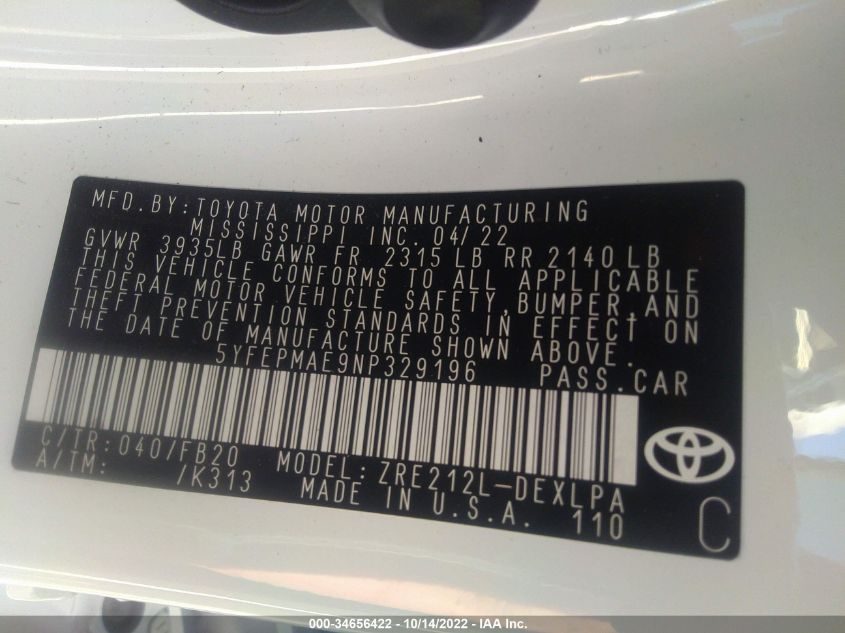 MFD.BY:TOYOTA MOTOR MANUFACTURING
MISSISSIPPI INC. 04/22
GVWR 3935LB GAWR FR 2315 LB RR 2140 LB
THIS VEHICLE CONFORMS TO ALL APPLICABLE
FEDERAL MOTOR VEHICLE SAFETY, BUMPER, AND
THEFT PREVENTION STANDARDS IN EFFECT ON
THE DATE OF MANUFACTURE SHOWN ABOVE.
5YFEPMAE9NP329196 PASS.CAR
C/TR: 040/FB20 MODEL: ZRE212L-DEXLPA
A/TM: /K313 MADE IN U.S.A. 110
C
000-34656422 - 10/14/2022 - IAA Inc.